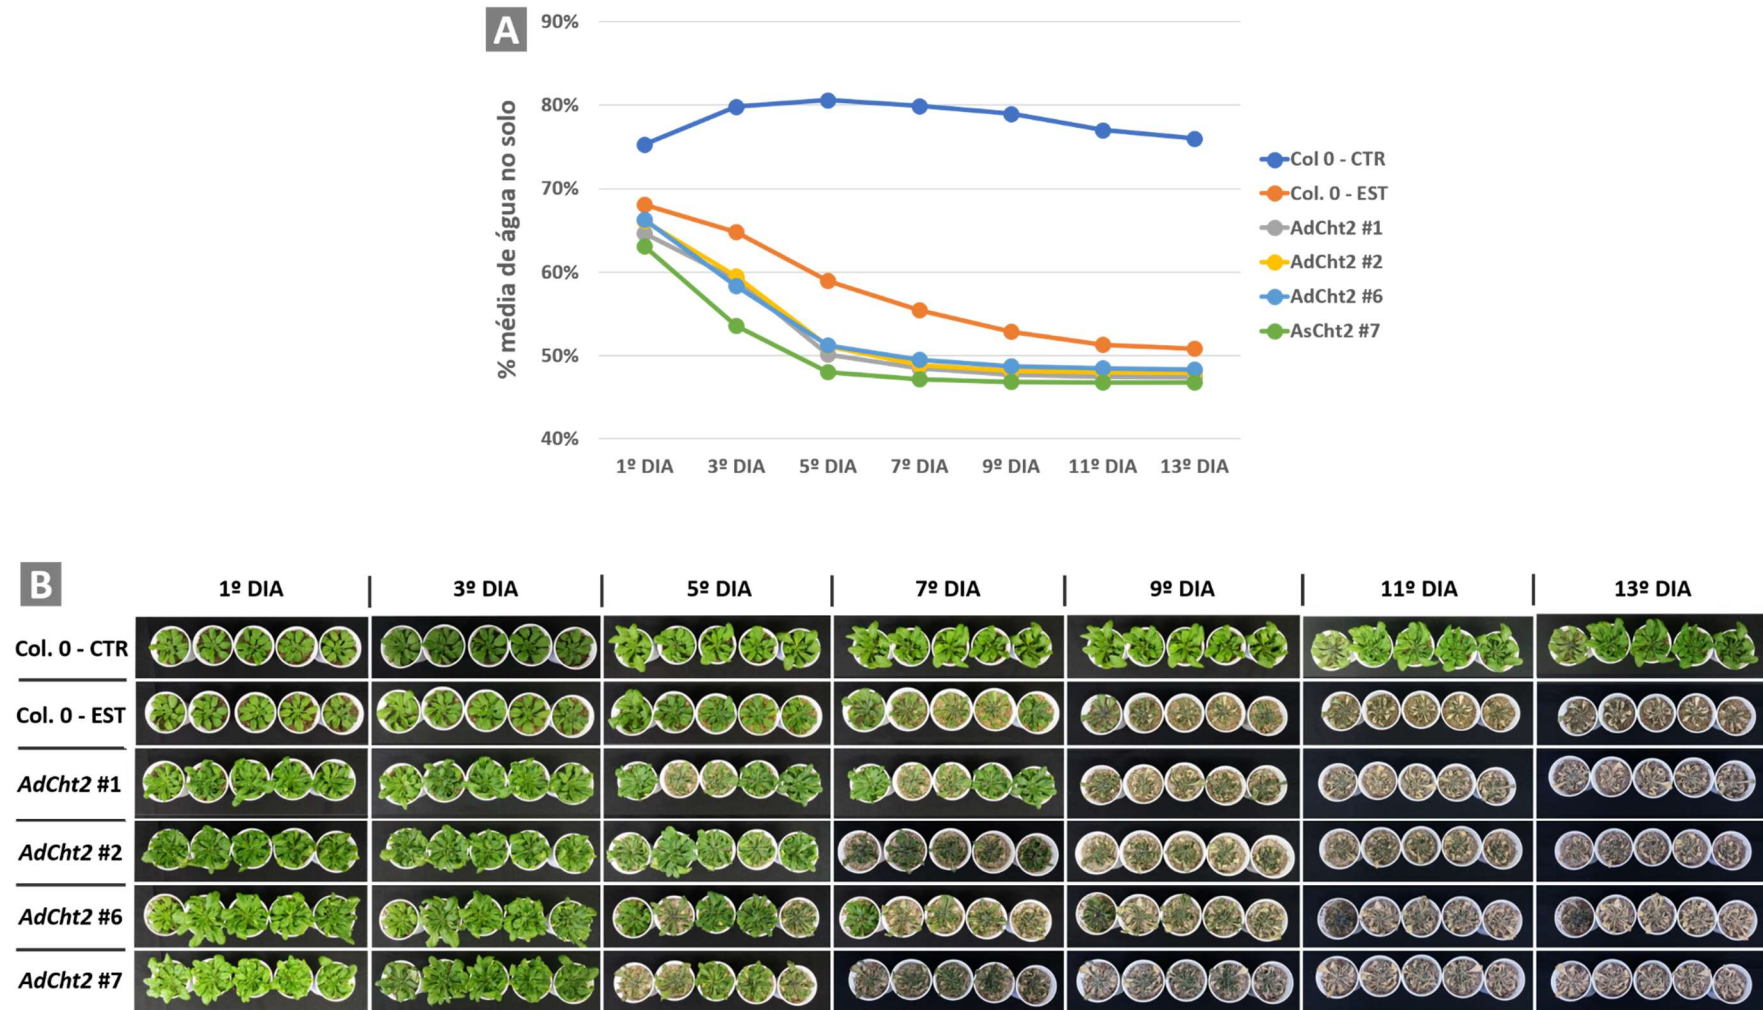 A
% média de água no solo
90%
80%
70%
60%
50%
40%
1º DIA 3º DIA 5º DIA 7º DIA 9º DIA 11º DIA 13º DIA
Col 0 - CTR
Col. 0 - EST
AdCht2 #1
AdCht2 #2
AdCht2 #6
AsCht2 #7
B
1º DIA 3º DIA 5º DIA 7º DIA 9º DIA 11º DIA 13º DIA
Col. 0 - CTR
Col. 0 - EST
AdCht2 #1
AdCht2 #2
AdCht2 #6
AdCht2 #7